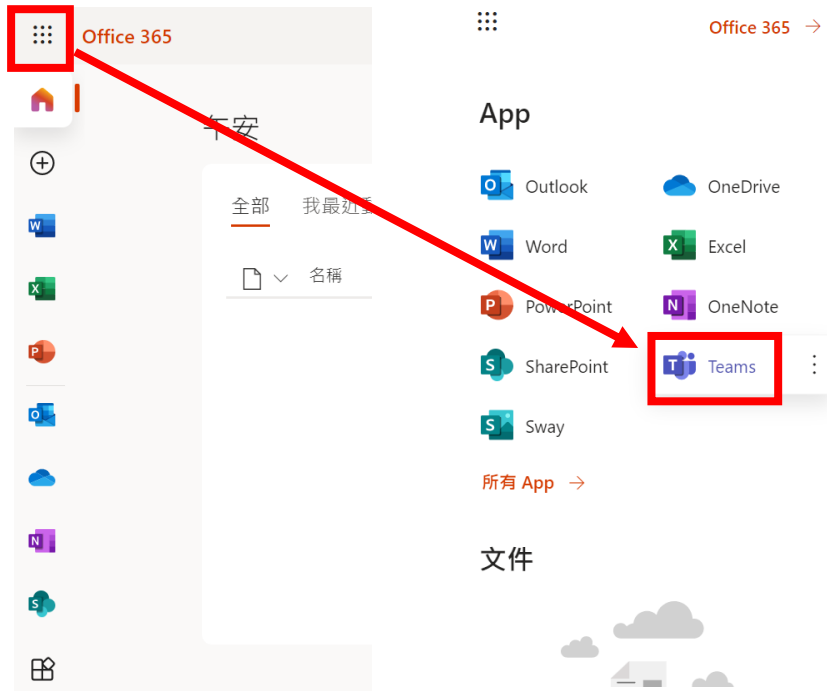 Office 365
午安
全部 我最近
名稱
Office 365 →
App
Outlook OneDrive
Word Excel
PowerPoint OneNote
SharePoint Teams
Sway
所有 App →
文件